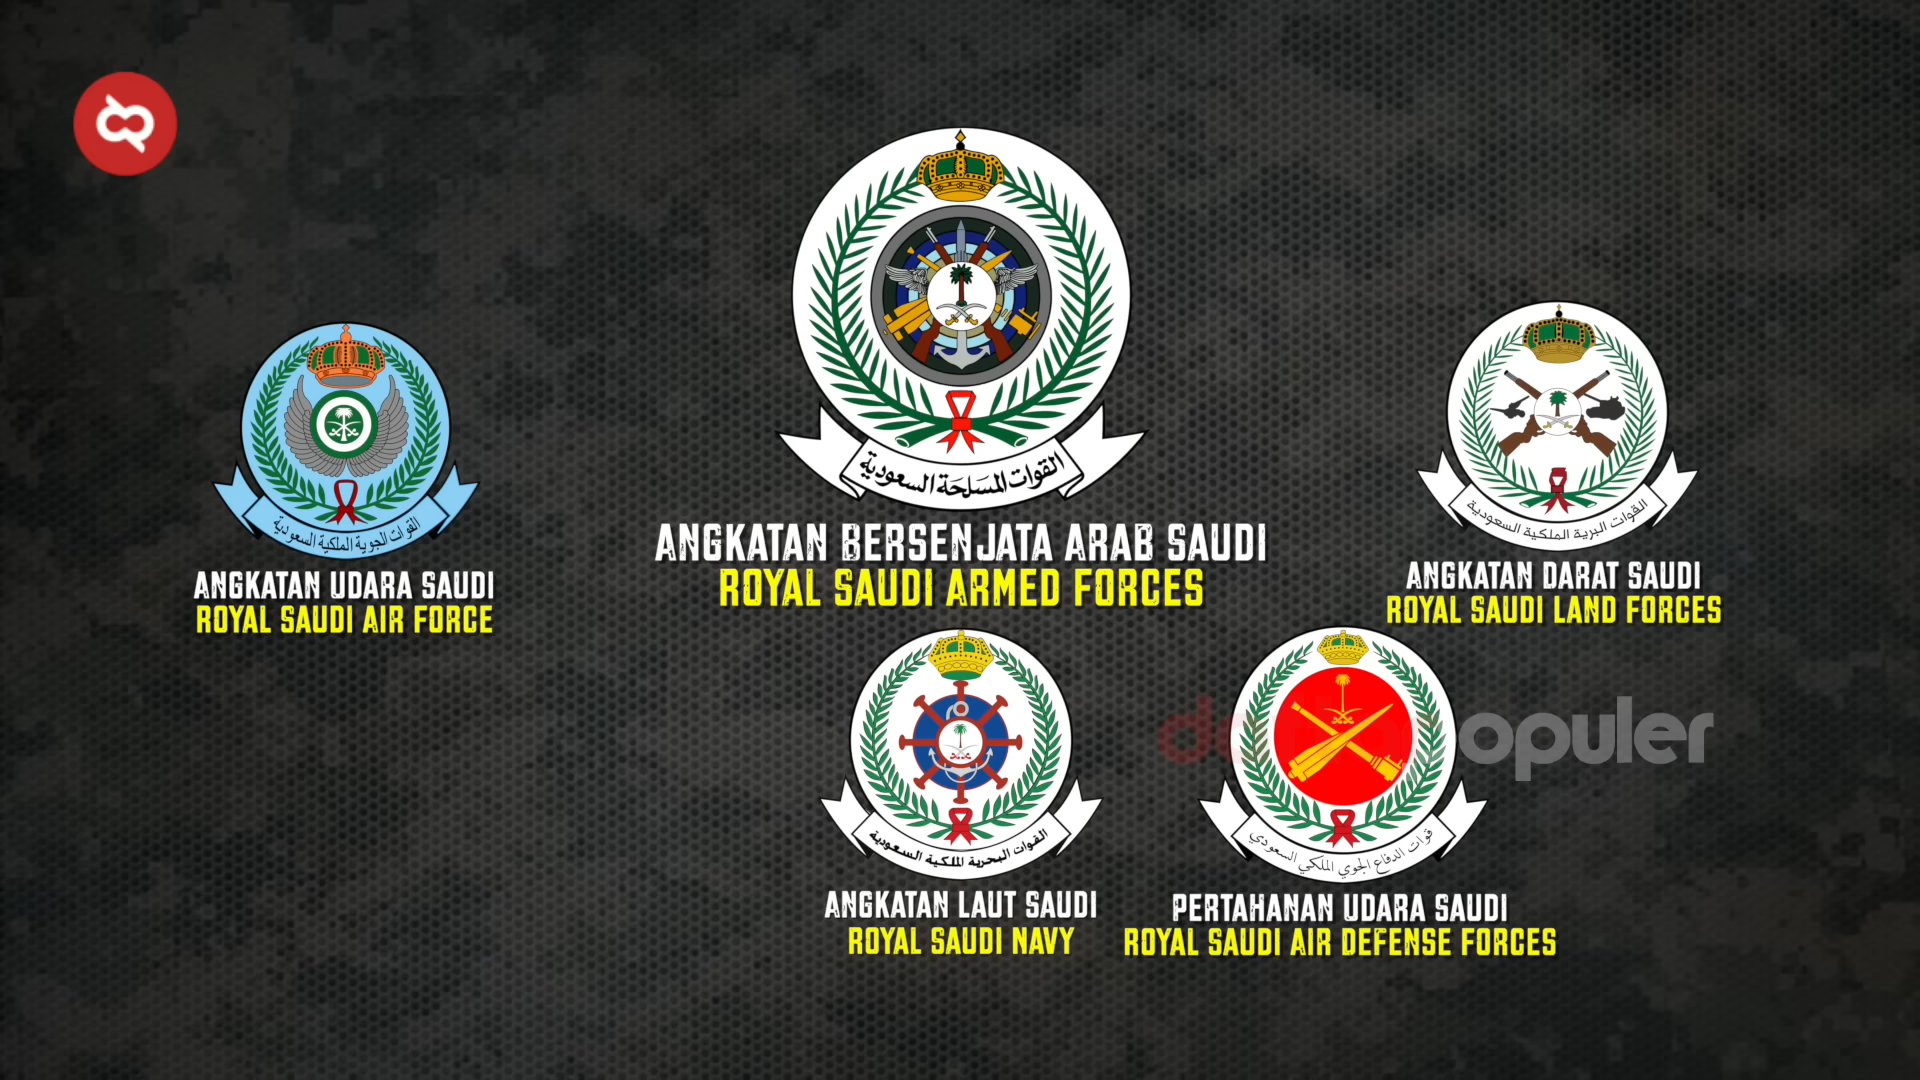 القوات المسلحة السعودية
ANGKATAN BERSENJATA ARAB SAUDI
ROYAL SAUDI ARMED FORCES
القوات الجوية الملكية السعودية
ANGKATAN UDARA SAUDI
ROYAL SAUDI AIR FORCE
القوات البرية الملكية السعودية
ANGKATAN DARAT SAUDI
ROYAL SAUDI LAND FORCES
القوات البحرية الملكية السعودية
ANGKATAN LAUT SAUDI
ROYAL SAUDI NAVY
قوات الدفاع الجوي الملكي السعودي
PERTAHANAN UDARA SAUDI
ROYAL SAUDI AIR DEFENSE FORCES